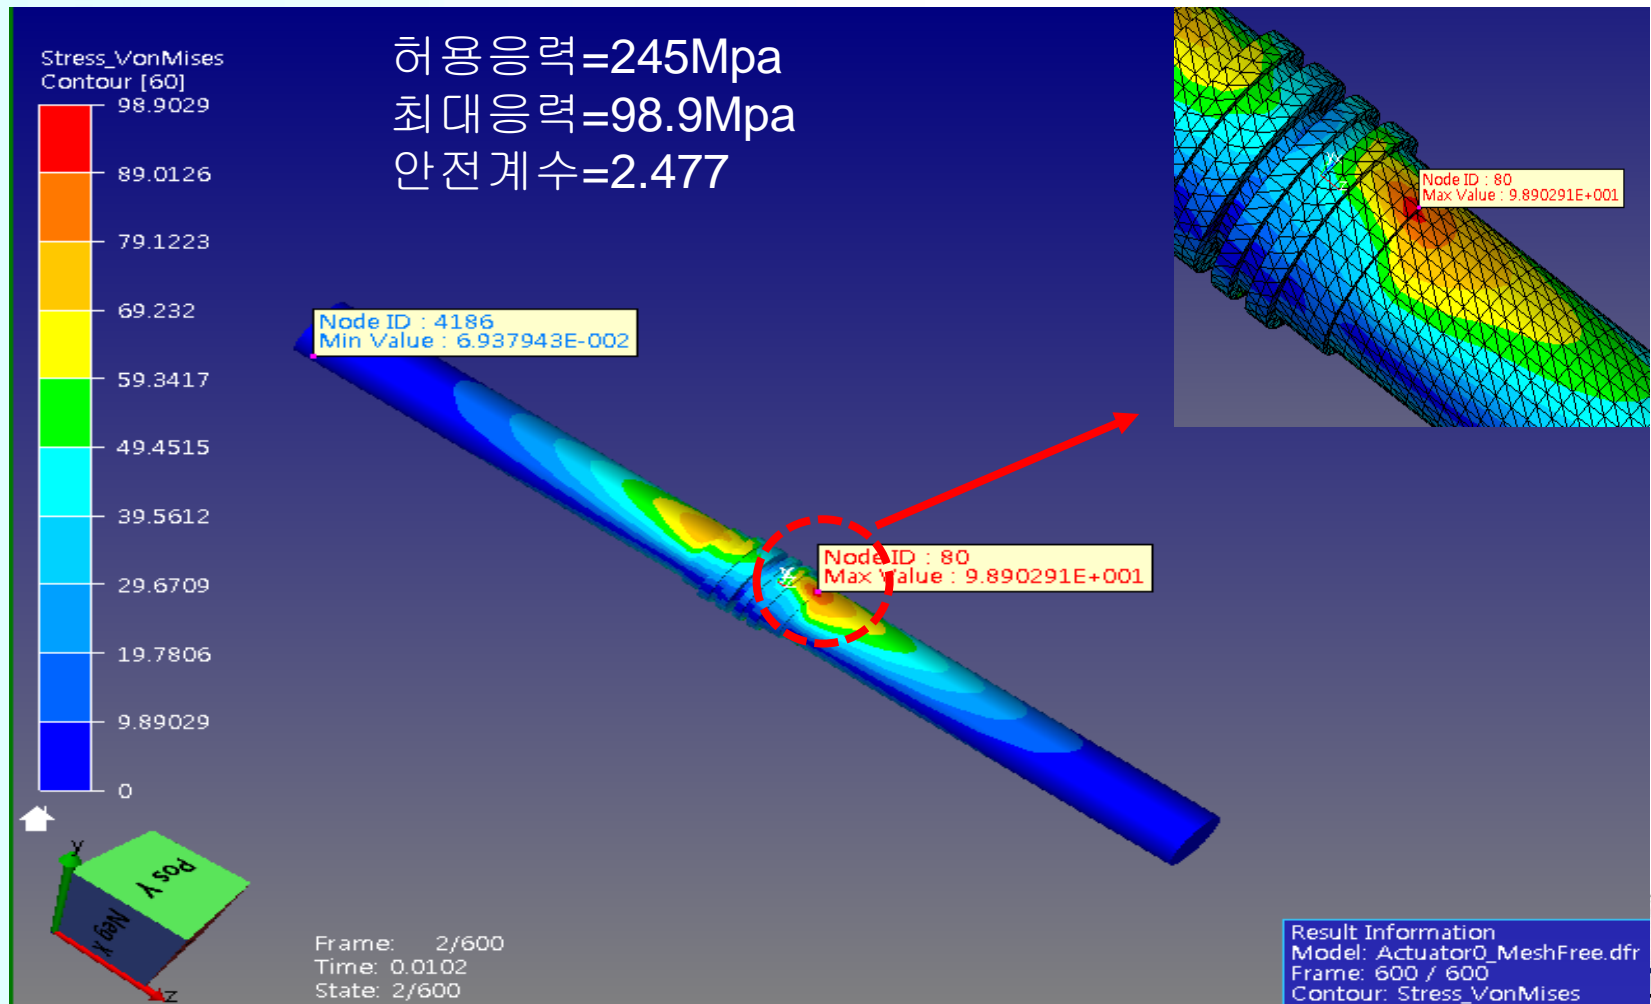 Stress_VonMises
Contour [60]
98.9029
89.0126
79.1223
69.232
59.3417
49.4515
39.5612
29.6709
19.7806
9.89029
0
허용응력=245Mpa
최대응력=98.9Mpa
안전계수=2.477
Node ID : 80
Max Value : 9.890291E+001
Node ID : 4186
Min Value : 6.937943E-002
Node ID : 80
Max Value : 9.890291E+001
Y
Pos Y
Neg X
Z
Frame: 2/600
Time: 0.0102
State: 2/600
Result Information
Model: Actuator0_MeshFree.dfr
Frame: 600 / 600
Contour: Stress_VonMises